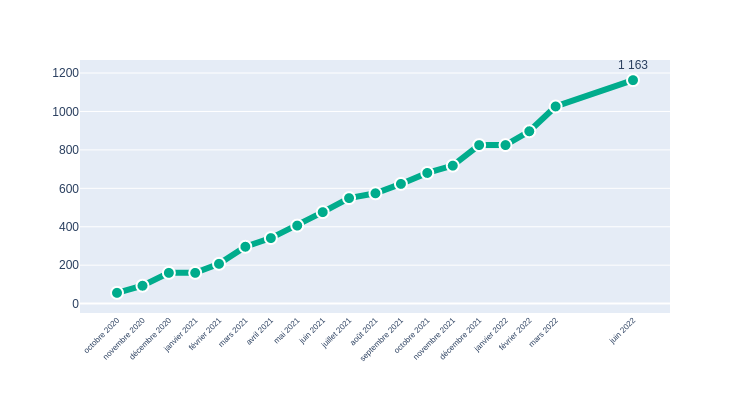 1 163
1200
1000
800
600
400
200
0
octobre 2020
novembre 2020
décembre 2020
janvier 2021
février 2021
mars 2021
avril 2021
mai 2021
juin 2021
juillet 2021
août 2021
septembre 2021
octobre 2021
novembre 2021
décembre 2021
janvier 2022
février 2022
mars 2022
juin 2022